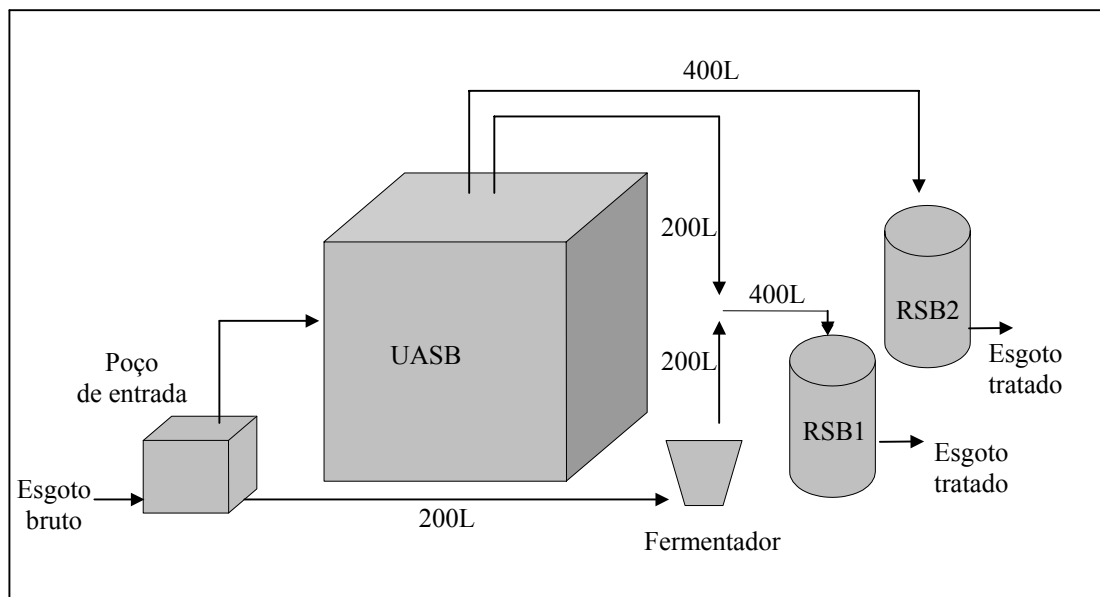 400L
200L
400L
RSB2
Esgoto
tratado
UASB
Poço
de entrada
200L
RSB1
Esgoto
tratado
Esgoto
bruto
200L
Fermentador